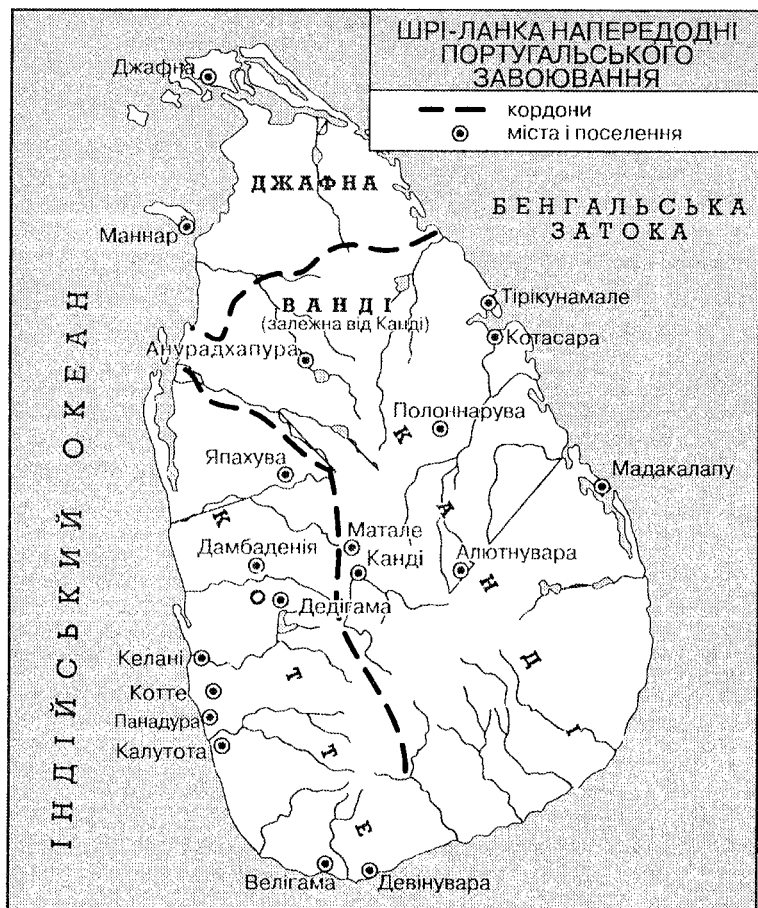 ШРІ-ЛАНКА НАПЕРЕДОДНІ
ПОРТУГАЛЬСЬКОГО
ЗАВОЮВАННЯ
кордони
міста і поселення
Джафна
ДЖАФНА
БЕНГАЛЬСЬКА
ЗАТОКА
Маннар
ВАНДІ
(залежна від Канді)
Тірікунамале
Котасара
Анурадхапура
Полоннарува
Япахува
Мадакалапу
Матале
Канді
Алютнувара
Дамбаденія
Дедігама
КАНДІ
КОТТЕ
Келані
Котте
Панадура
Калутота
Велігама
Девінувара
ІНДІЙСЬКИЙ ОКЕАН